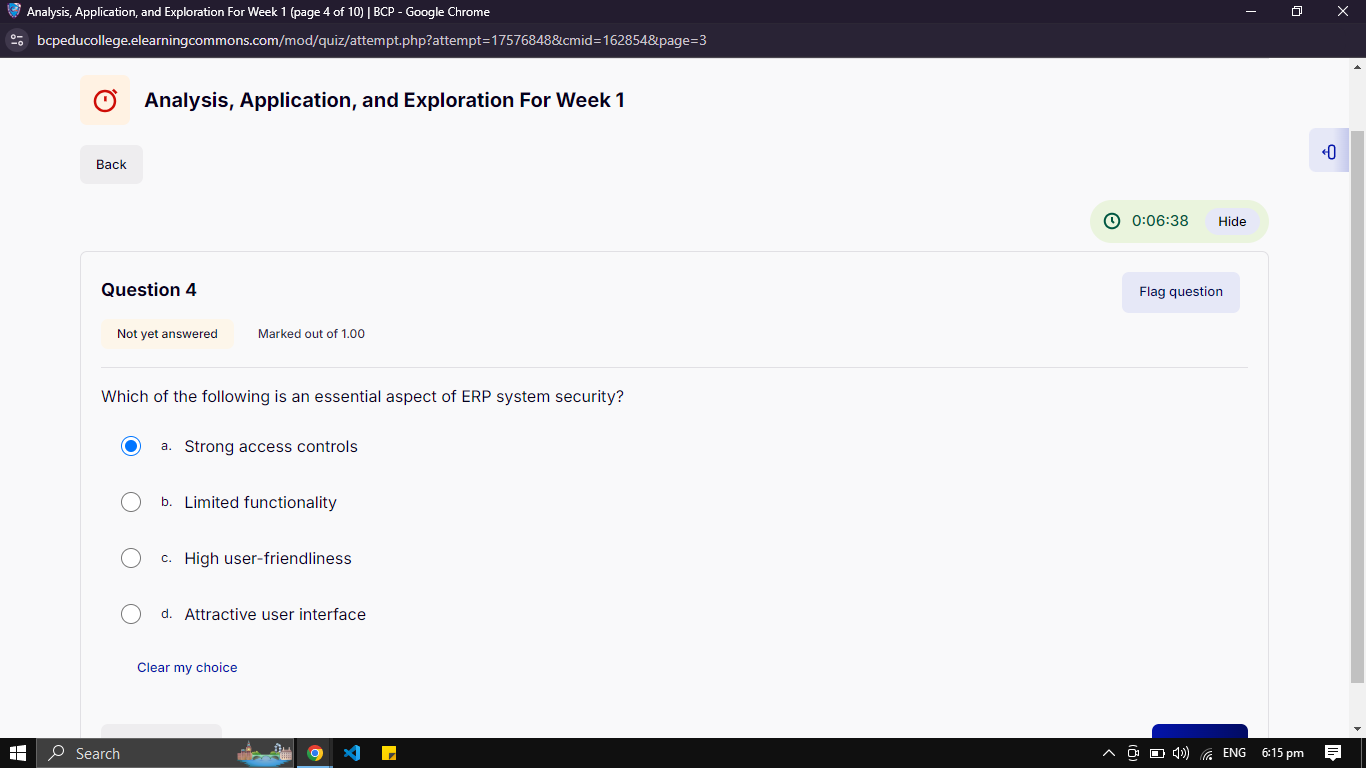 Analysis, Application, and Exploration For Week 1 (page 4 of 10) | BCP - Google Chrome
bcpeducollege.elearningcommons.com/mod/quiz/attempt.php?attempt=17576848&cmid=162854&page=3
Analysis, Application, and Exploration For Week 1
Back
0:06:38 Hide
Question 4
Flag question
Not yet answered Marked out of 1.00
Which of the following is an essential aspect of ERP system security?
a. Strong access controls
b. Limited functionality
c. High user-friendliness
d. Attractive user interface
Clear my choice
Search
ENG 6:15 pm